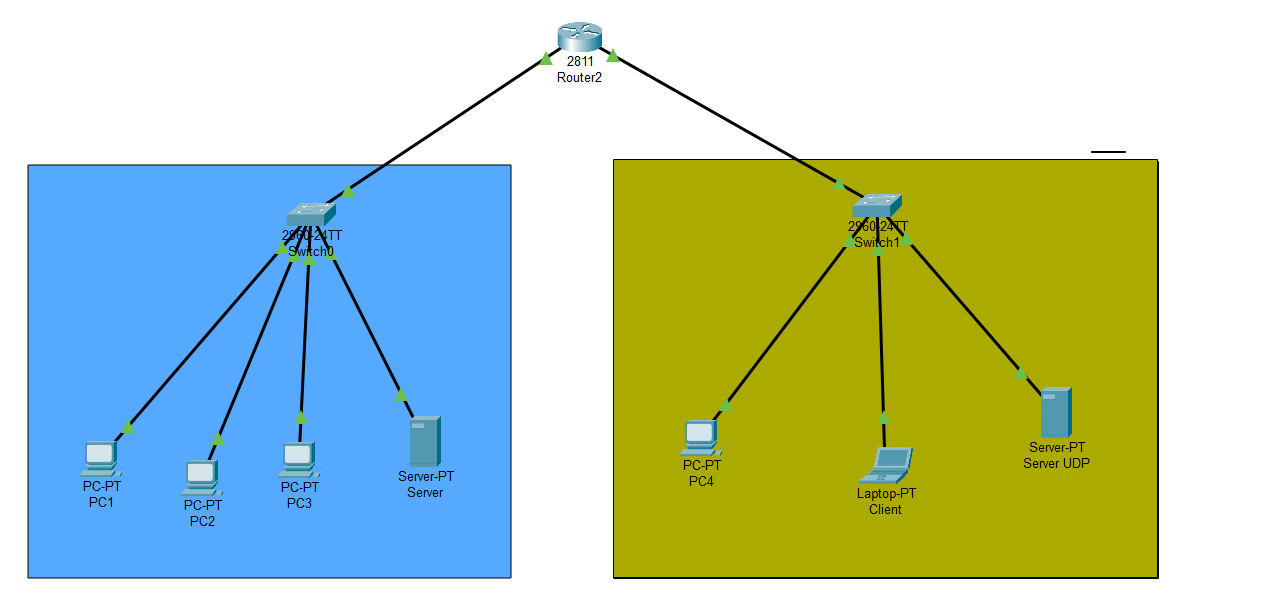 2811
Router2
2960-24TT
Switch0
2960-24TT
Switch1
PC-PT
PC1
PC-PT
PC2
PC-PT
PC3
Server-PT
Server
PC-PT
PC4
Laptop-PT
Client
Server-PT
Server UDP